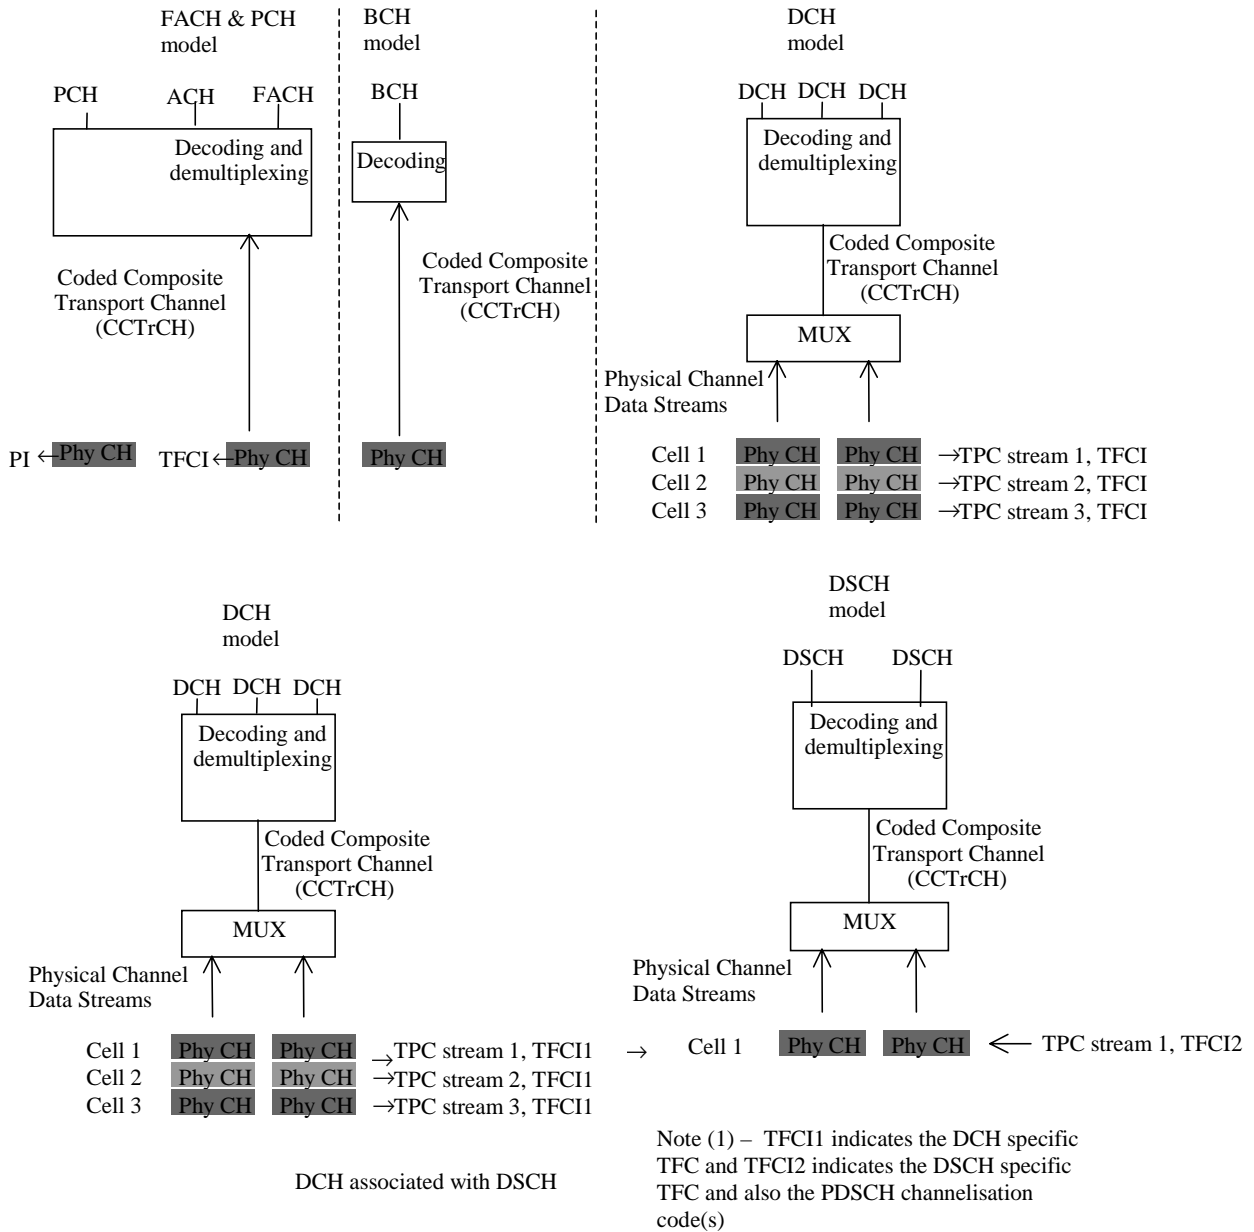 FACH & PCH
model
BCH
model
DCH
model
PCH
ACH
FACH
BCH
DCH
DCH
DCH
Decoding and
demultiplexing
Decoding
Decoding and
demultiplexing
Coded Composite
Transport Channel
(CCTrCH)
Coded Composite
Transport Channel
(CCTrCH)
Coded Composite
Transport Channel
(CCTrCH)
MUX
Physical Channel
Data Streams
PI ← Phy CH
TFCI ← Phy CH
Phy CH
Cell 1 Phy CH Phy CH → TPC stream 1, TFCI
Cell 2 Phy CH Phy CH → TPC stream 2, TFCI
Cell 3 Phy CH Phy CH → TPC stream 3, TFCI
DCH
model
DCH
DCH
DCH
Decoding and
demultiplexing
Coded Composite
Transport Channel
(CCTrCH)
MUX
Physical Channel
Data Streams
Cell 1 Phy CH Phy CH → TPC stream 1, TFCI1
Cell 2 Phy CH Phy CH → TPC stream 2, TFCI1
Cell 3 Phy CH Phy CH → TPC stream 3, TFCI1
DCH associated with DSCH
DSCH
model
DSCH
DSCH
Decoding and
demultiplexing
Coded Composite
Transport Channel
(CCTrCH)
MUX
Physical Channel
Data Streams
→ Cell 1 Phy CH Phy CH ← TPC stream 1, TFCI2
Note (1) – TFCI1 indicates the DCH specific
TFC and TFCI2 indicates the DSCH specific
TFC and also the PDSCH channelisation
code(s)